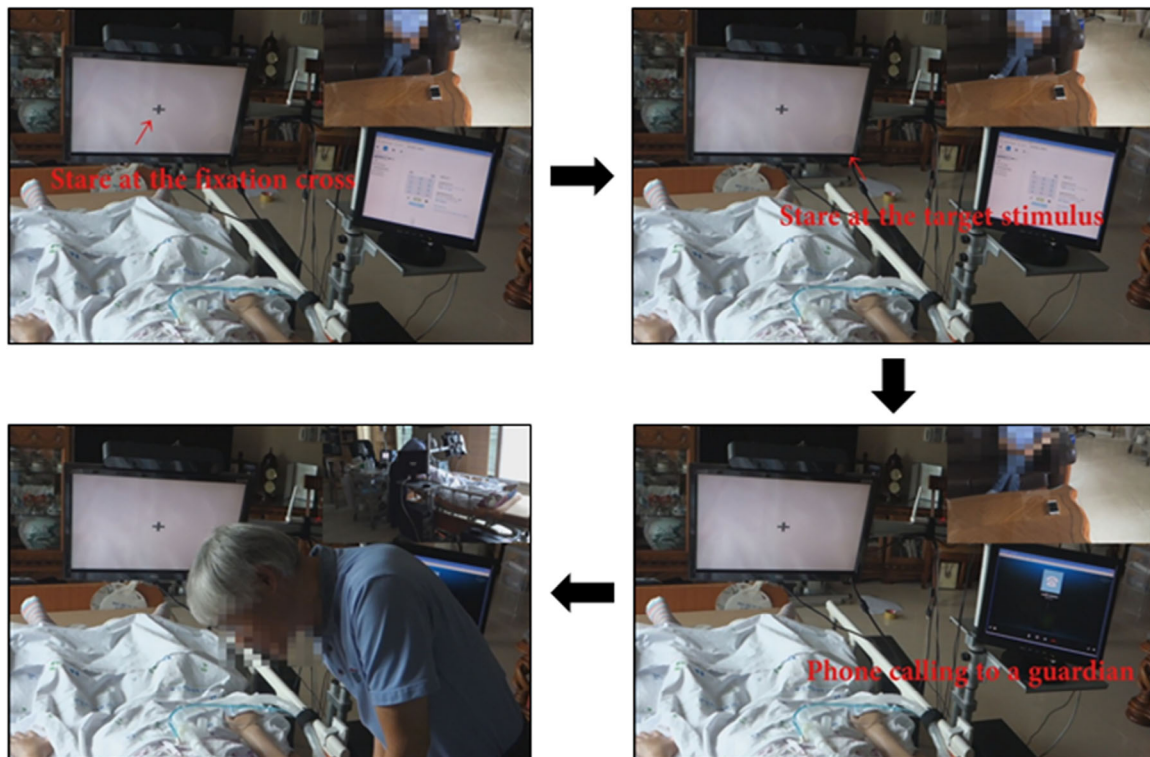 Stare at the fixation cross
Stare at the target stimulus
Phone calling to a guardian